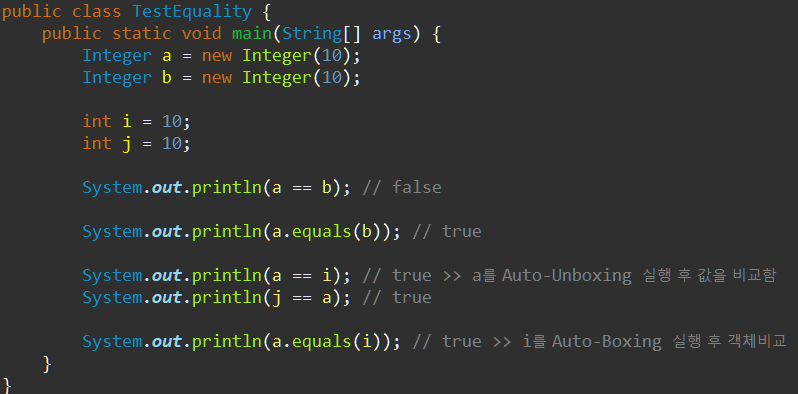 public class TestEquality {
public static void main(String[] args) {
Integer a = new Integer(10);
Integer b = new Integer(10);
int i = 10;
int j = 10;
System.out.println(a == b); // false
System.out.println(a.equals(b)); // true
System.out.println(a == i); // true >> a를 Auto-Unboxing 실행 후 값을 비교함
System.out.println(j == a); // true
System.out.println(a.equals(i)); // true >> i를 Auto-Boxing 실행 후 객체비교
}
}